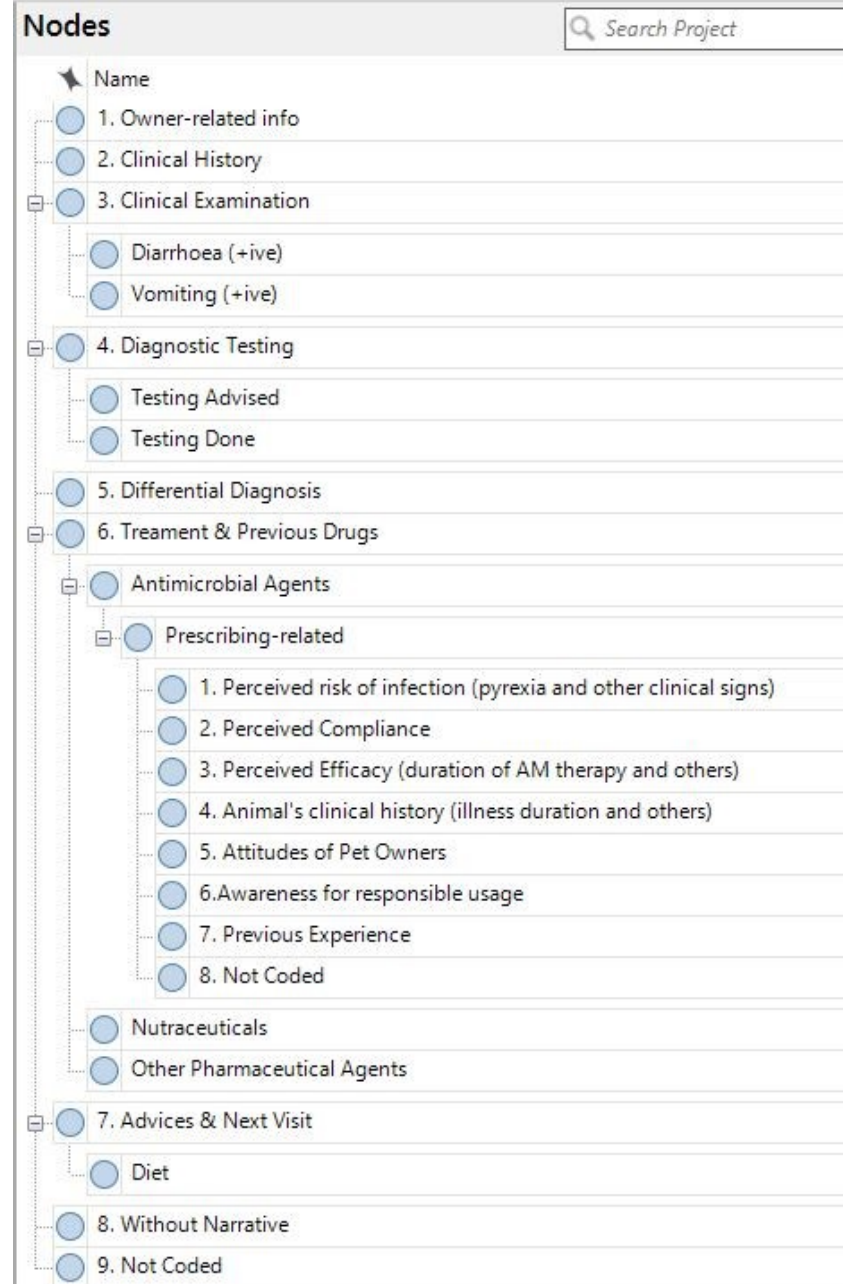 Nodes
Search Project
Name
1. Owner-related info
2. Clinical History
3. Clinical Examination
Diarrhoea (+ive)
Vomiting (+ive)
4. Diagnostic Testing
Testing Advised
Testing Done
5. Differential Diagnosis
6. Treament & Previous Drugs
Antimicrobial Agents
Prescribing-related
1. Perceived risk of infection (pyrexia and other clinical signs)
2. Perceived Compliance
3. Perceived Efficacy (duration of AM therapy and others)
4. Animal's clinical history (illness duration and others)
5. Attitudes of Pet Owners
6.Awareness for responsible usage
7. Previous Experience
8. Not Coded
Nutraceuticals
Other Pharmaceutical Agents
7. Advices & Next Visit
Diet
8. Without Narrative
9. Not Coded